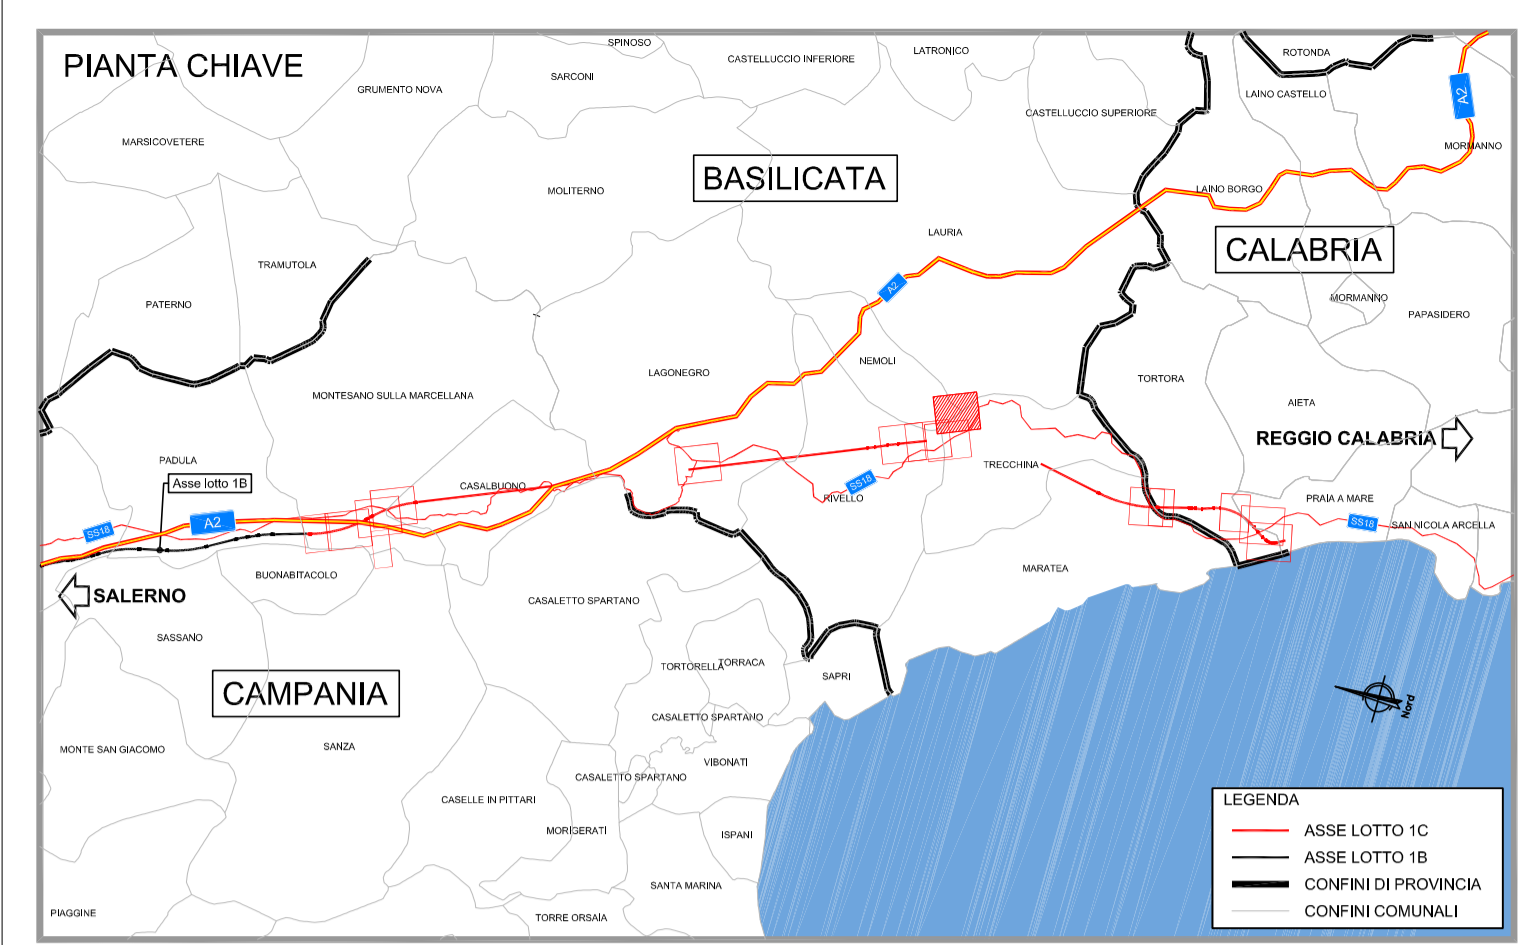 PIANTA CHIAVE
SPINOSO
LATRONICO
ROTONDA
CASTELLUCCIO INFERIORE
SARCONI
GRUMENTO NOVA
LAINO CASTELLO
A2
CASTELLUCCIO SUPERIORE
MARSICOVETERE
MORMANNO
BASILICATA
MOLITERNO
LAINO BORGO
LAURIA
CALABRIA
TRAMUTOLA
A2
MORMANNO
PATERNO
PAPASIDERO
NEMOLI
LAGONEGRO
TORTORA
MONTESANO SULLA MARCELLANA
AIETA
REGGIO CALABRIA
PADULA
TRECCHINA
Asse lotto 1B
CASALBUONO
SS18
RIVELLO
PRAIA A MARE
A2
SS18
SS18
SAN NICOLA ARCELLA
BUONABITACOLO
MARATEA
SALERNO
CASALETTO SPARTANO
SASSANO
TORRACA
TORTORELLA
SAPRI
CAMPANIA
Nord
CASALETTO SPARTANO
SANZA
MONTE SAN GIACOMO
VIBONATI
CASALETTO SPARTANO
CASELLE IN PITTARI
LEGENDA
MORIGERATI
ISPANI
ASSE LOTTO 1C
ASSE LOTTO 1B
SANTA MARINA
CONFINI DI PROVINCIA
PIAGGINE
TORRE ORSAIA
CONFINI COMUNALI